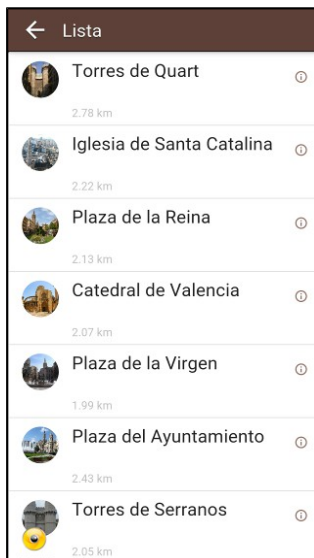 Lista
Torres de Quart
2.78 km
Iglesia de Santa Catalina
2.22 km
Plaza de la Reina
2.13 km
Catedral de Valencia
2.07 km
Plaza de la Virgen
1.99 km
Plaza del Ayuntamiento
2.43 km
Torres de Serranos
2.05 km